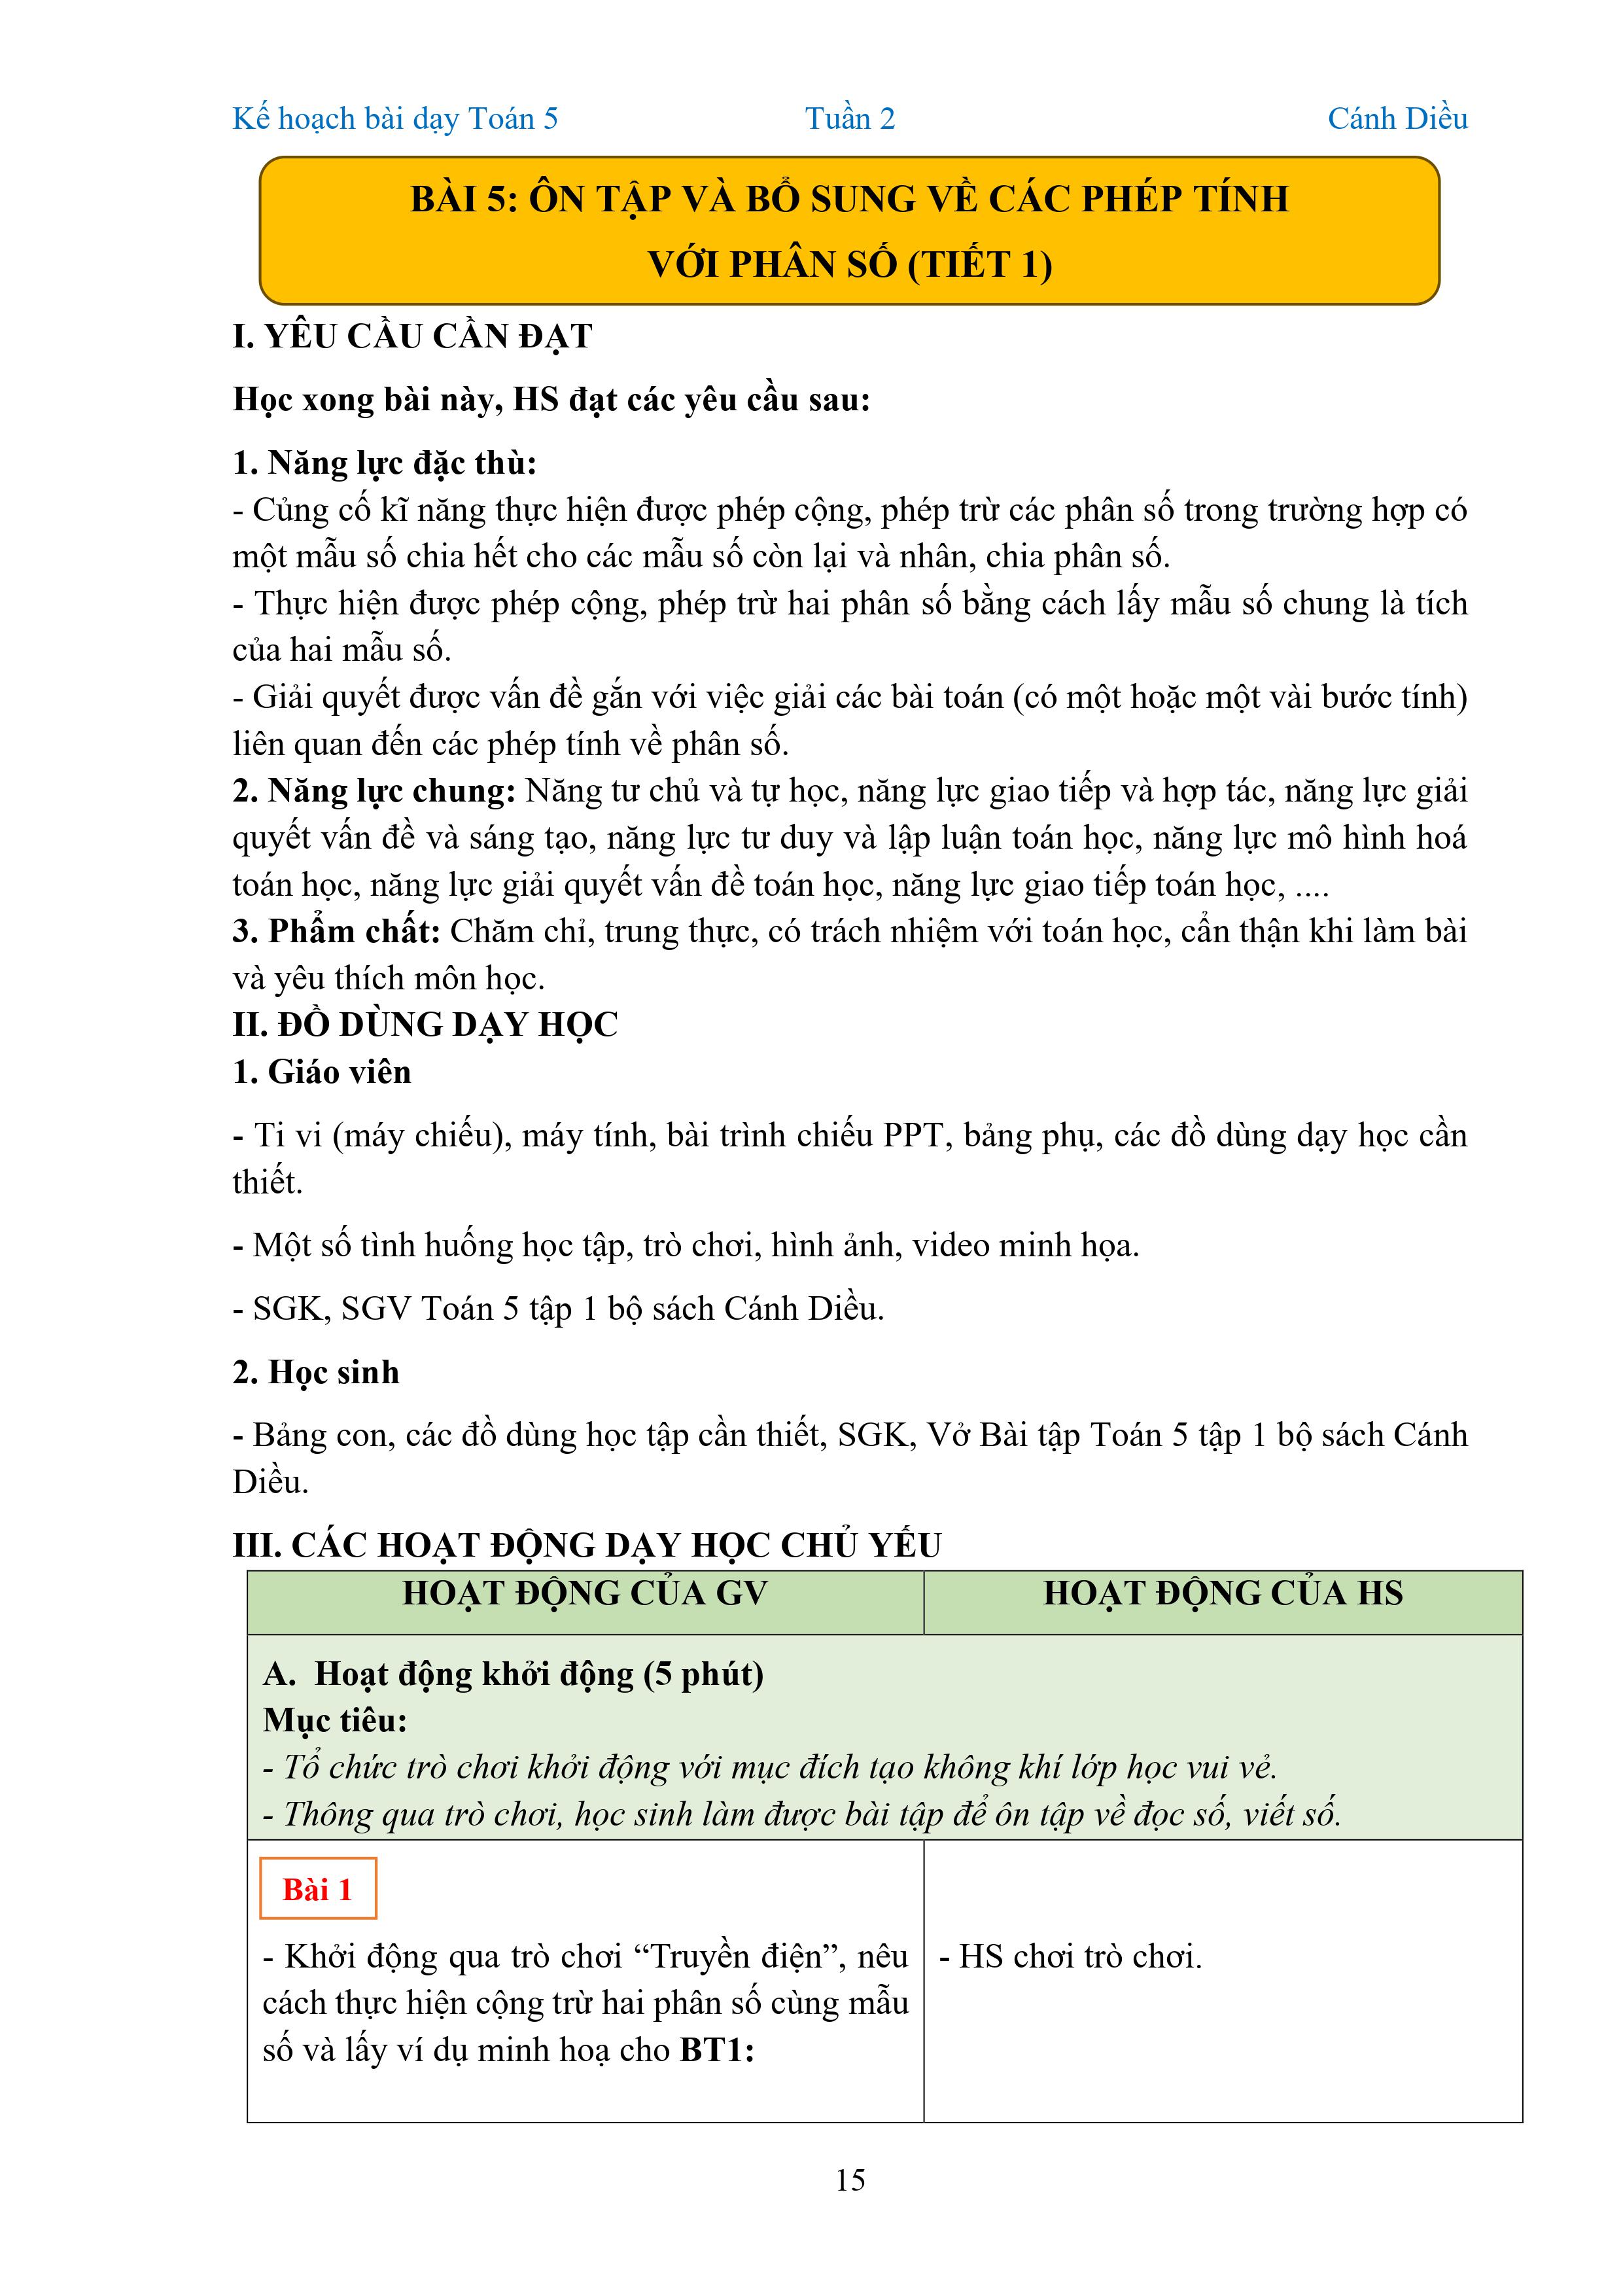 Kế hoạch bài dạy Toán 5 Tuần 2 Cánh Diều
BÀI 5: ÔN TẬP VÀ BỔ SUNG VỀ CÁC PHÉP TÍNH
VỚI PHÂN SỐ (TIẾT 1)
I. YÊU CẦU CẦN ĐẠT
Học xong bài này, HS đạt các yêu cầu sau:
1. Năng lực đặc thù:
- Củng cố kĩ năng thực hiện được phép cộng, phép trừ các phân số trong trường hợp có
một mẫu số chia hết cho các mẫu số còn lại và nhân, chia phân số.
- Thực hiện được phép cộng, phép trừ hai phân số bằng cách lấy mẫu số chung là tích
của hai mẫu số.
- Giải quyết được vấn đề gắn với việc giải các bài toán (có một hoặc một vài bước tính)
liên quan đến các phép tính về phân số.
2. Năng lực chung: Năng tư chủ và tự học, năng lực giao tiếp và hợp tác, năng lực giải
quyết vấn đề và sáng tạo, năng lực tư duy và lập luận toán học, năng lực mô hình hoá
toán học, năng lực giải quyết vấn đề toán học, năng lực giao tiếp toán học, ....
3. Phẩm chất: Chăm chỉ, trung thực, có trách nhiệm với toán học, cẩn thận khi làm bài
và yêu thích môn học.
II. ĐỒ DÙNG DẠY HỌC
1. Giáo viên
- Ti vi (máy chiếu), máy tính, bài trình chiếu PPT, bảng phụ, các đồ dùng dạy học cần
thiết.
- Một số tình huống học tập, trò chơi, hình ảnh, video minh họa.
- SGK, SGV Toán 5 tập 1 bộ sách Cánh Diều.
2. Học sinh
- Bảng con, các đồ dùng học tập cần thiết, SGK, Vở Bài tập Toán 5 tập 1 bộ sách Cánh
Diều.
III. CÁC HOẠT ĐỘNG DẠY HỌC CHỦ YẾU
HOẠT ĐỘNG CỦA GV HOẠT ĐỘNG CỦA HS
A. Hoạt động khởi động (5 phút)
Mục tiêu:
- Tổ chức trò chơi khởi động với mục đích tạo không khí lớp học vui vẻ.
- Thông qua trò chơi, học sinh làm được bài tập để ôn tập về đọc số, viết số.
Bài 1
- Khởi động qua trò chơi “Truyền điện”, nêu - HS chơi trò chơi.
cách thực hiện cộng trừ hai phân số cùng mẫu
số và lấy ví dụ minh hoạ cho BT1:
15